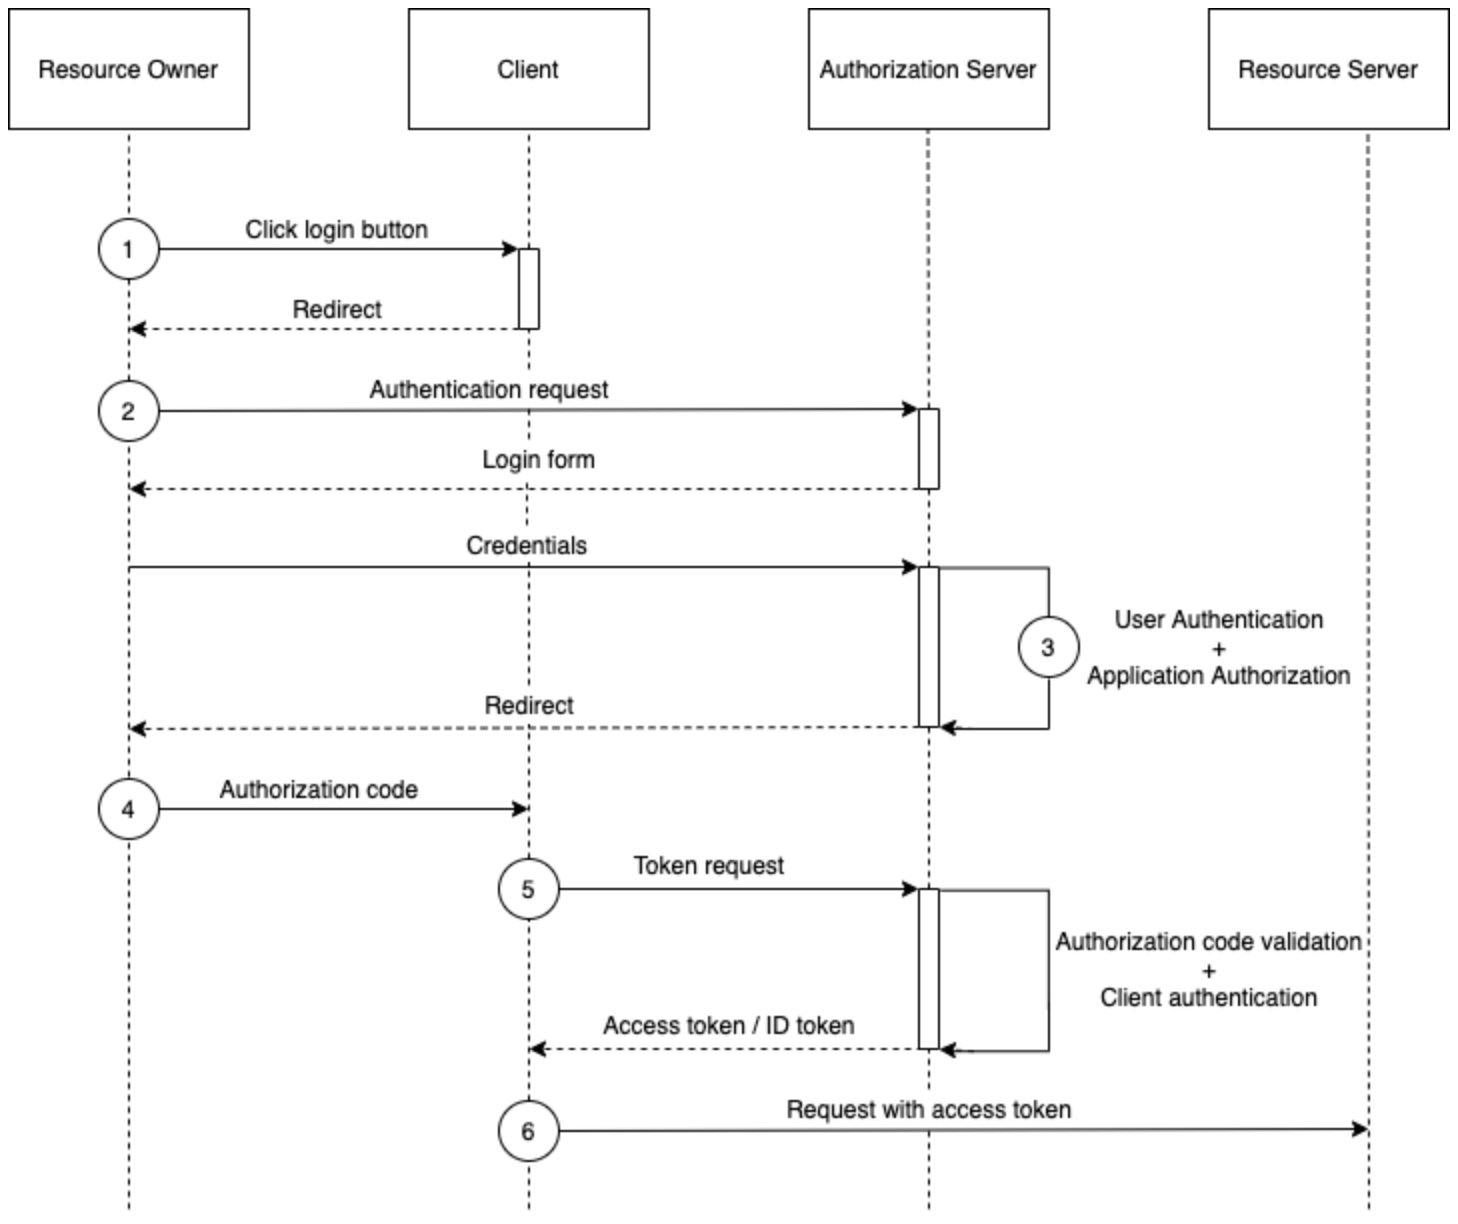 Resource Owner
Client
Authorization Server
Resource Server
1
Click login button
Redirect
2
Authentication request
Login form
Credentials
3
User Authentication
+
Application Authorization
Redirect
4
Authorization code
5
Token request
Authorization code validation
+
Client authentication
Access token / ID token
6
Request with access token